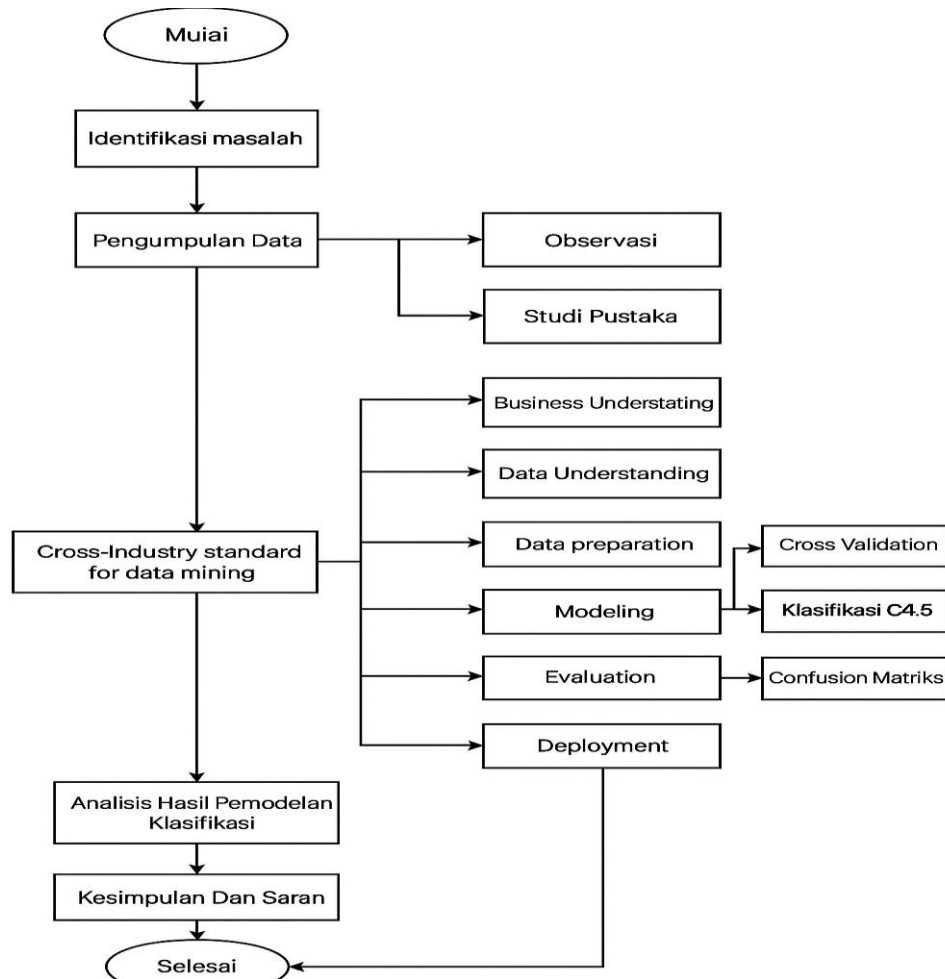 Muiai
Identifikasi masalah
Pengumpulan Data
Observasi
Studi Pustaka
Business Understating
Data Understanding
Data preparation
Cross Validation
Cross-Industry standard
for data mining
Modeling
Klasifikasi C4.5
Evaluation
Confusion Matriks
Deployment
Analisis Hasil Pemodelan
Klasifikasi
Kesimpulan Dan Saran
Selesai